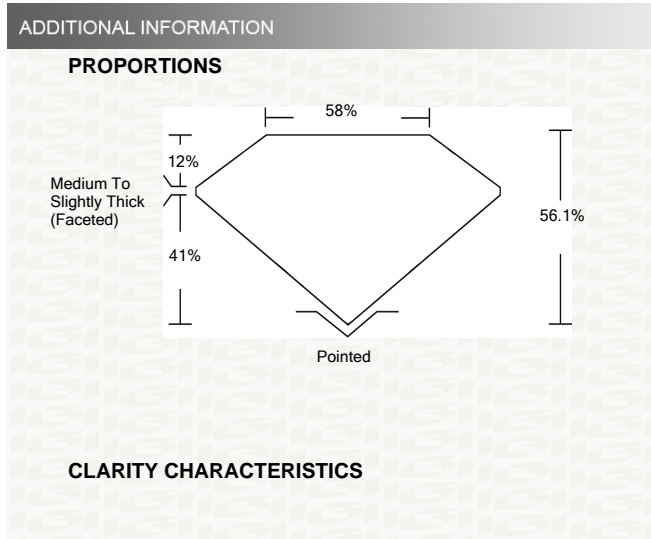 ADDITIONAL INFORMATION
PROPORTIONS
58%
12%
Medium To
Slightly Thick
(Faceted)
56.1%
41%
Pointed
CLARITY CHARACTERISTICS